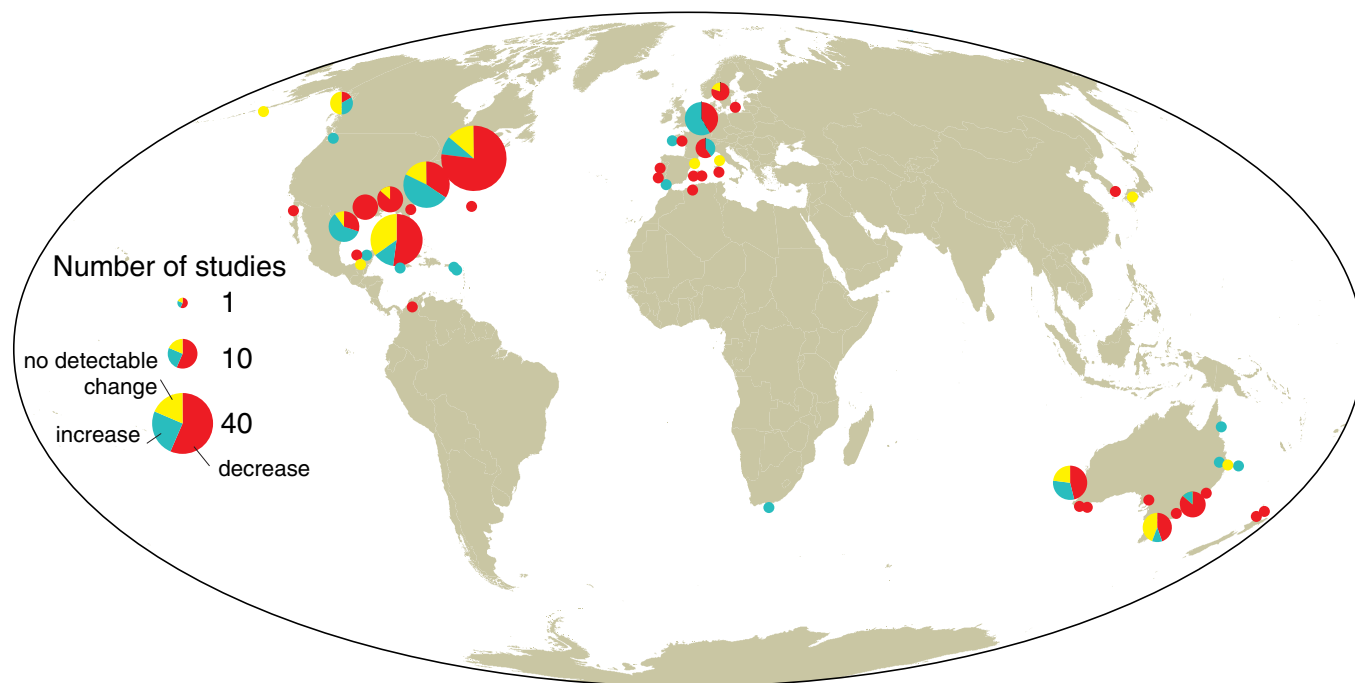 Number of studies
1
10
no detectable
change
40
increase
decrease